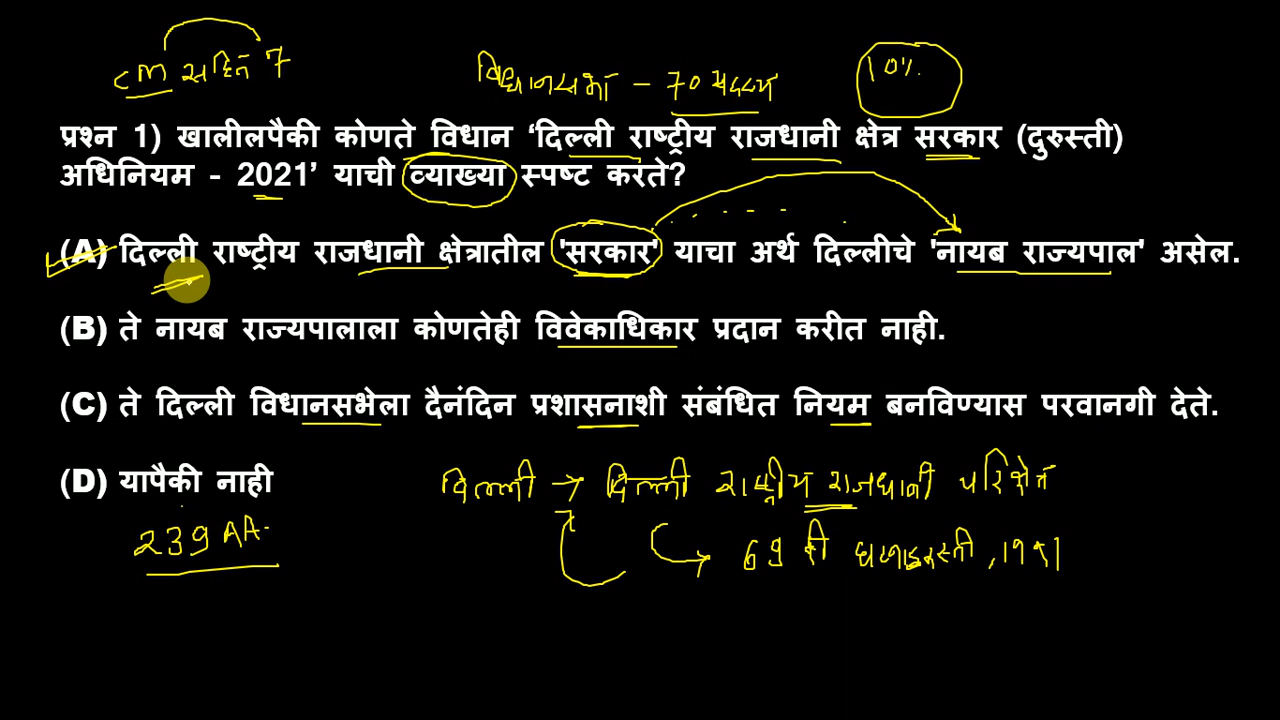 CM सहित 7
विधानसभा - 70 सदस्य
10%
प्रश्न 1) खालीलपैकी कोणते विधान ‘दिल्ली राष्ट्रीय राजधानी क्षेत्र सरकार (दुरुस्ती)
अधिनियम - 2021’ याची व्याख्या स्पष्ट करते?
(A) दिल्ली राष्ट्रीय राजधानी क्षेत्रातील 'सरकार' याचा अर्थ दिल्लीचे 'नायब राज्यपाल' असेल.
(B) ते नायब राज्यपालाला कोणतेही विवेकाधिकार प्रदान करीत नाही.
(C) ते दिल्ली विधानसभेला दैनंदिन प्रशासनाशी संबंधित नियम बनविण्यास परवानगी देते.
(D) यापैकी नाही
दिल्ली → दिल्ली राष्ट्रीय राजधानी परिक्षेत्र
239 AA
69 वी घटनादुरुस्ती, १९९१